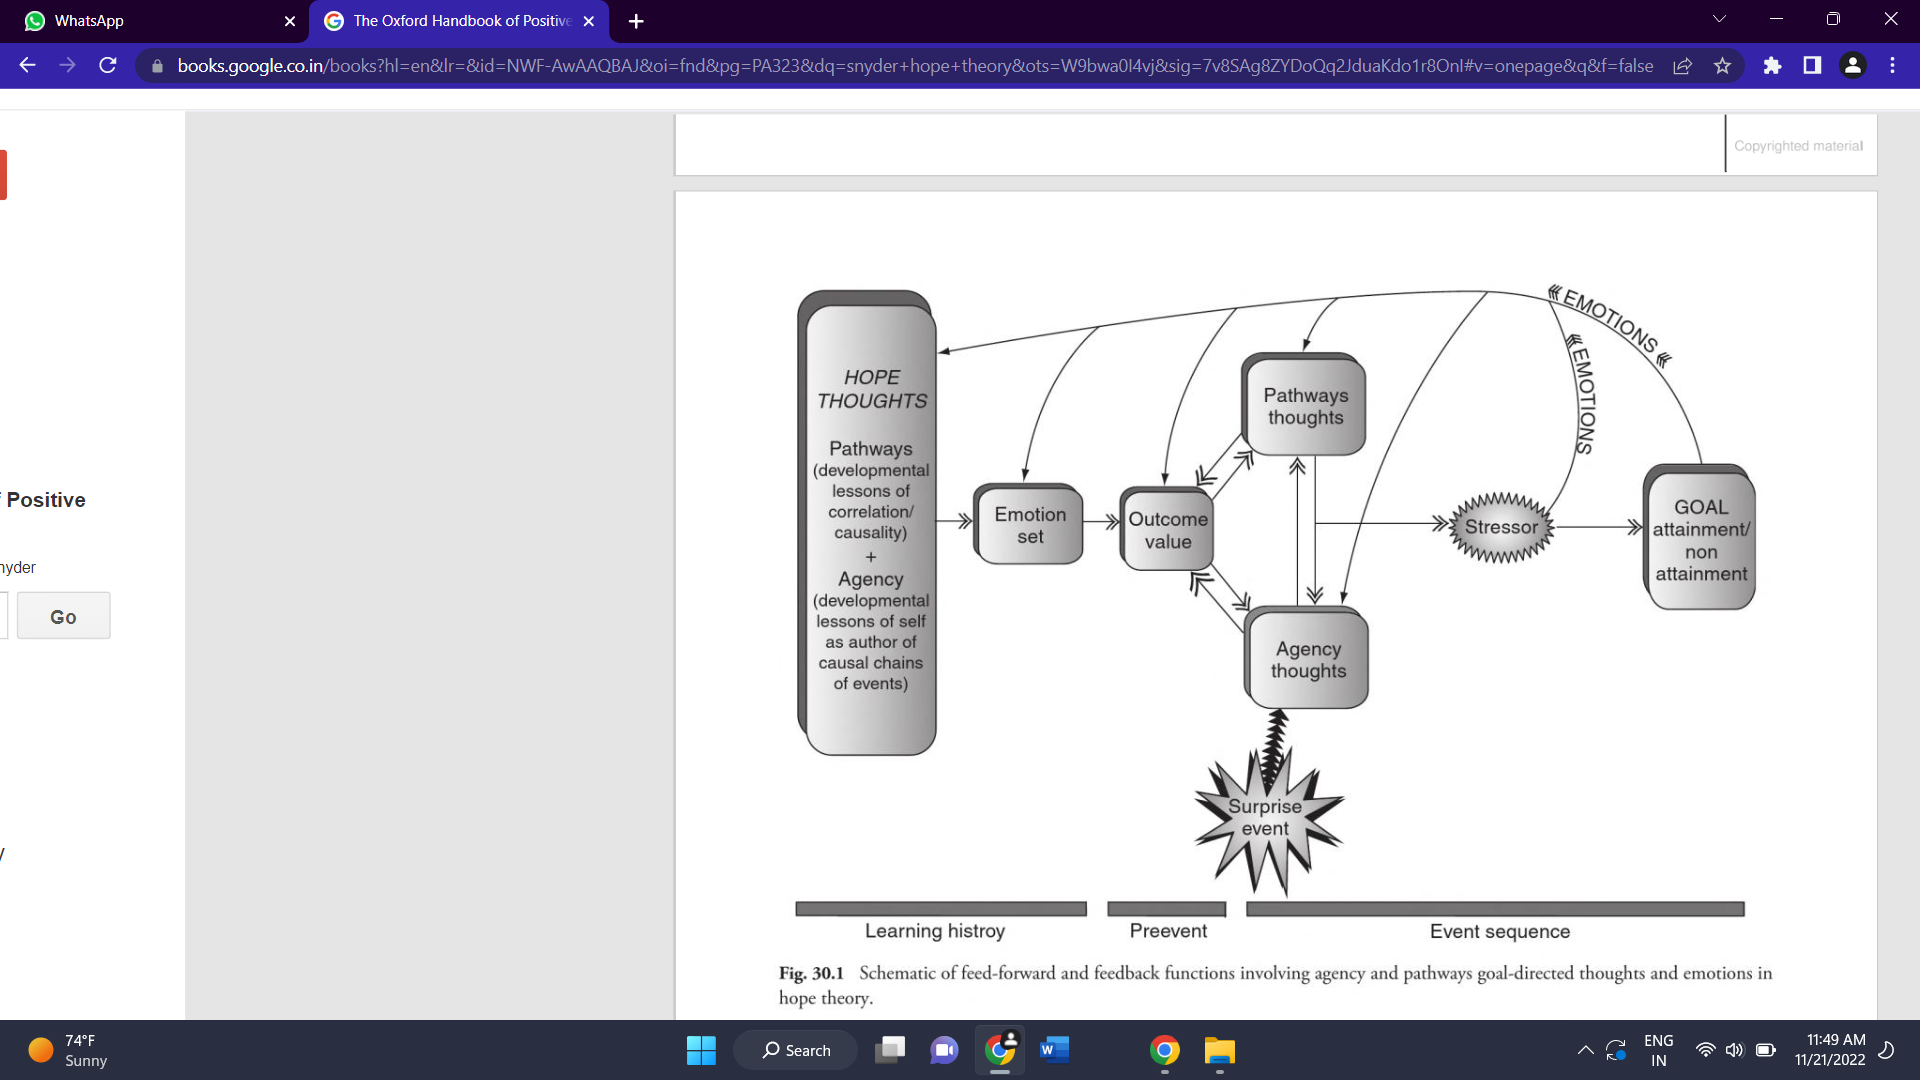 WhatsApp
The Oxford Handbook of Positive
books.google.co.in/books?hl=en&lr=&id=NWF-AwAAQBAJ&oi=fnd&pg=PA323&dq=snyder+hope+theory&ots=W9bwa0I4vj&sig=7v8SAg8ZYDoQq2JduaKdo1r8OnI#v=onepage&q&f=false
Copyrighted material
Positive
nyder
Go
HOPE
THOUGHTS
Pathways
(developmental
lessons of
correlation/
causality)
+
Agency
(developmental
lessons of self
as author of
causal chains
of events)
Emotion
set
Outcome
value
Pathways
thoughts
Agency
thoughts
Surprise
event
EMOTIONS
EMOTIONS
Stressor
GOAL
attainment/
non
attainment
Learning histroy
Preevent
Event sequence
Fig. 30.1 Schematic of feed-forward and feedback functions involving agency and pathways goal-directed thoughts and emotions in
hope theory.
74°F
Sunny
Search
W
ENG
IN
11:49 AM
11/21/2022